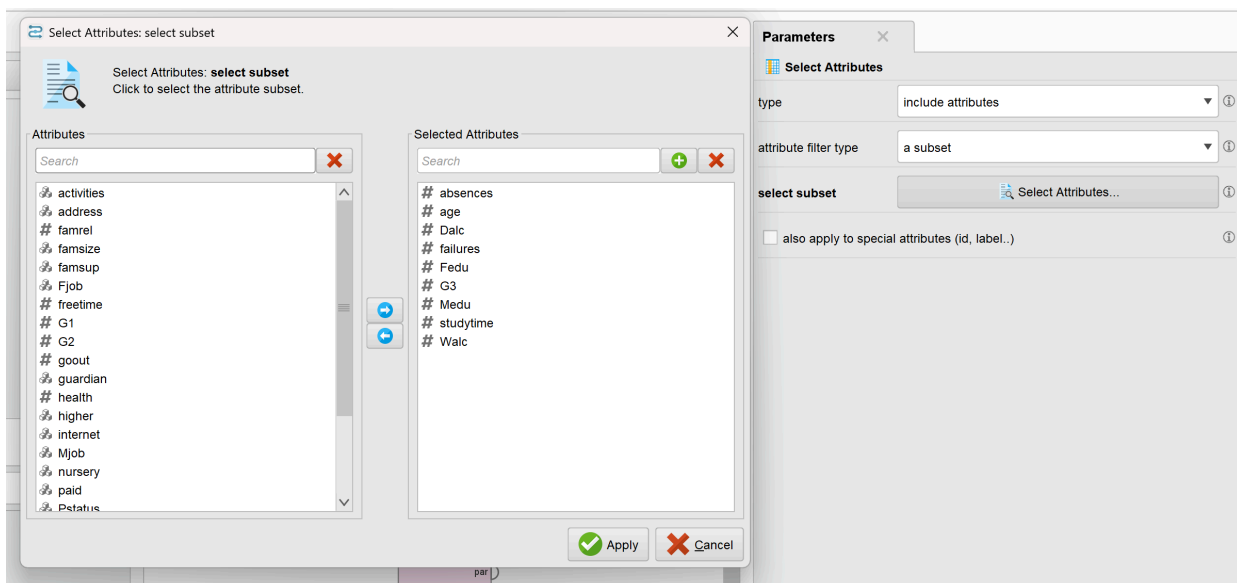 Select Attributes: select subset
Select Attributes: select subset
Click to select the attribute subset.
Attributes
Search
activities
address
famrel
famsize
famsup
Fjob
freetime
G1
G2
goout
guardian
health
higher
internet
Mjob
nursery
paid
Pstatus
Selected Attributes
Search
absences
age
Dalc
failures
Fedu
G3
Medu
studytime
Walc
Apply
Cancel
par
Parameters
Select Attributes
type
include attributes
attribute filter type
a subset
select subset
Select Attributes...
also apply to special attributes (id, label..)